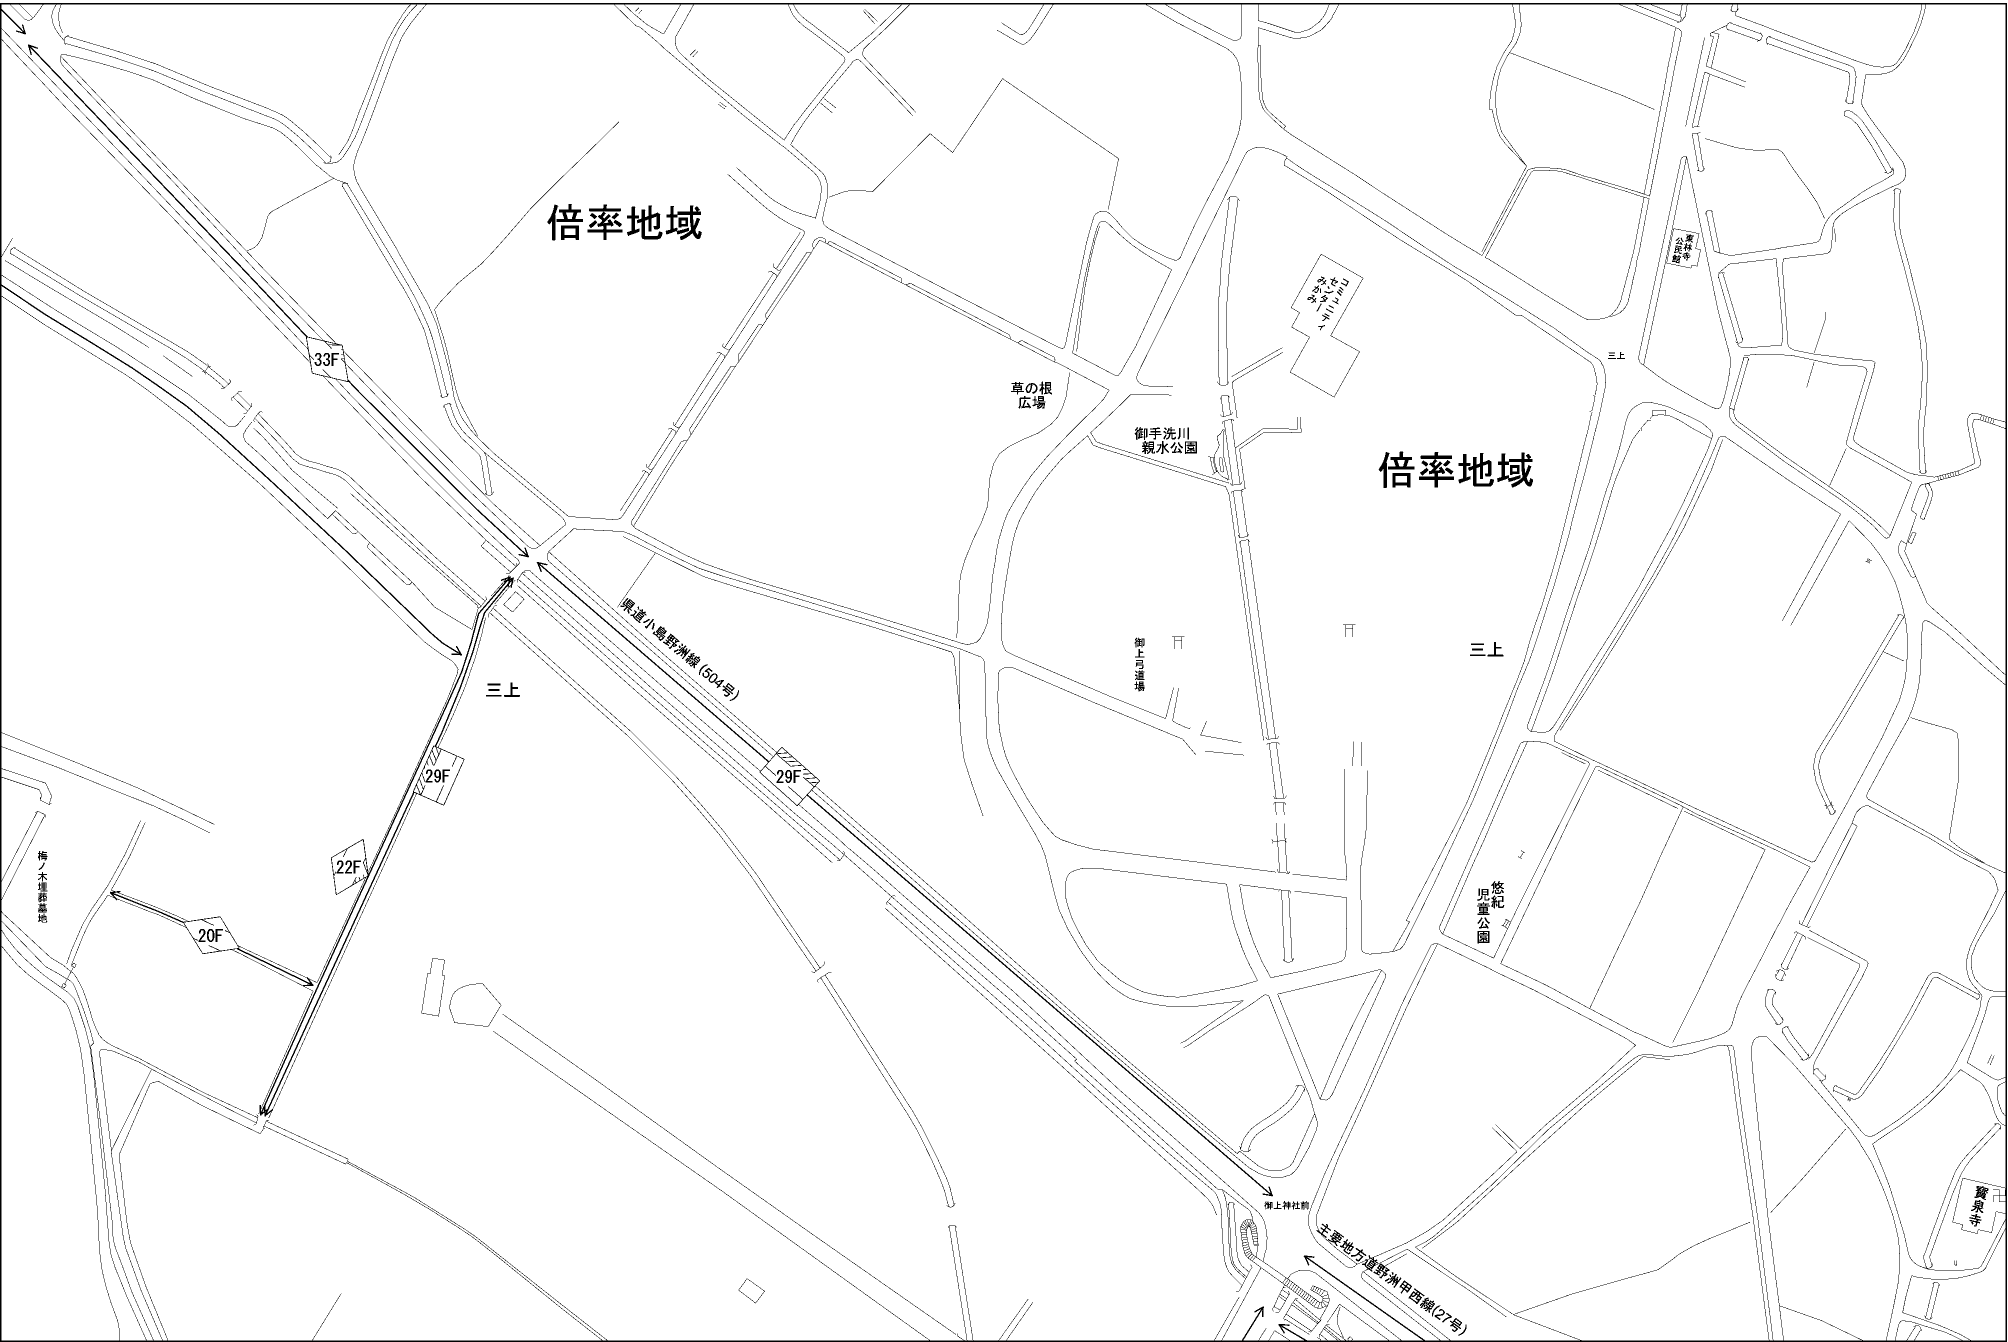 倍率地域
東林寺
公民館
コミュニティ
センター
みかみ
33F
三上
草の根
広場
御手洗川
親水公園
倍率地域
県道小島野洲線(504号)
御上弓道場
三上
三上
29F
29F
22F
梅ノ木埋葬墓地
20F
悠紀
児童公園
御上神社前
寳泉寺
主要地方道野洲甲西線(27号)